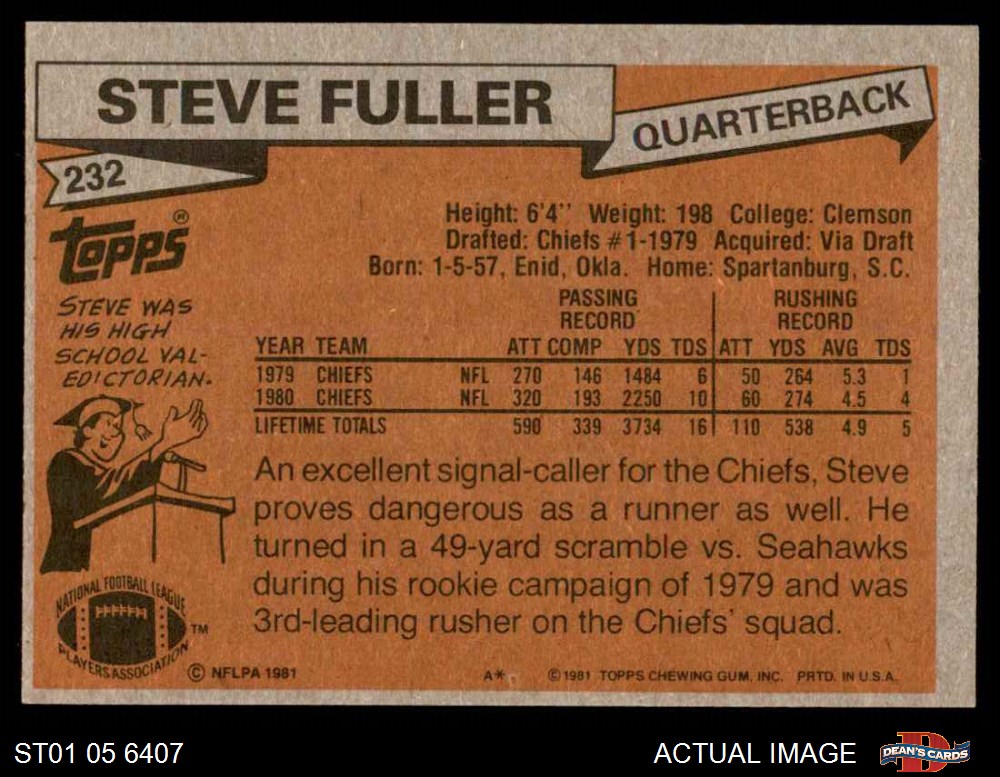 STEVE FULLER
QUARTERBACK
232
topps®
Height: 6'4'' Weight: 198 College: Clemson
Drafted: Chiefs #1-1979 Acquired: Via Draft
Born: 1-5-57, Enid, Okla. Home: Spartanburg, S.C.
STEVE WAS
HIS HIGH
SCHOOL VAL-
EDICTORIAN.
PASSING RUSHING
RECORD RECORD
YEAR TEAM ATT COMP YDS TDS ATT YDS AVG TDS
1979 CHIEFS NFL 270 146 1484 6 50 264 5.3 1
1980 CHIEFS NFL 320 193 2250 10 60 274 4.5 4
LIFETIME TOTALS 590 339 3734 16 110 538 4.9 5
An excellent signal-caller for the Chiefs, Steve
proves dangerous as a runner as well. He
turned in a 49-yard scramble vs. Seahawks
during his rookie campaign of 1979 and was
3rd-leading rusher on the Chiefs' squad.
NATIONAL FOOTBALL LEAGUE
PLAYERS ASSOCIATION
TM
© NFLPA 1981
A*
© 1981 TOPPS CHEWING GUM, INC. PRTD. IN U.S.A.
ST01 05 6407
ACTUAL IMAGE
D
DEAN'S CARDS